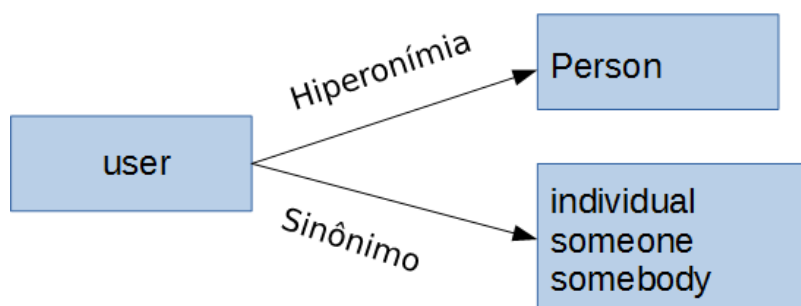 user
Hiperonímia
Person
Sinônimo
individual
someone
somebody